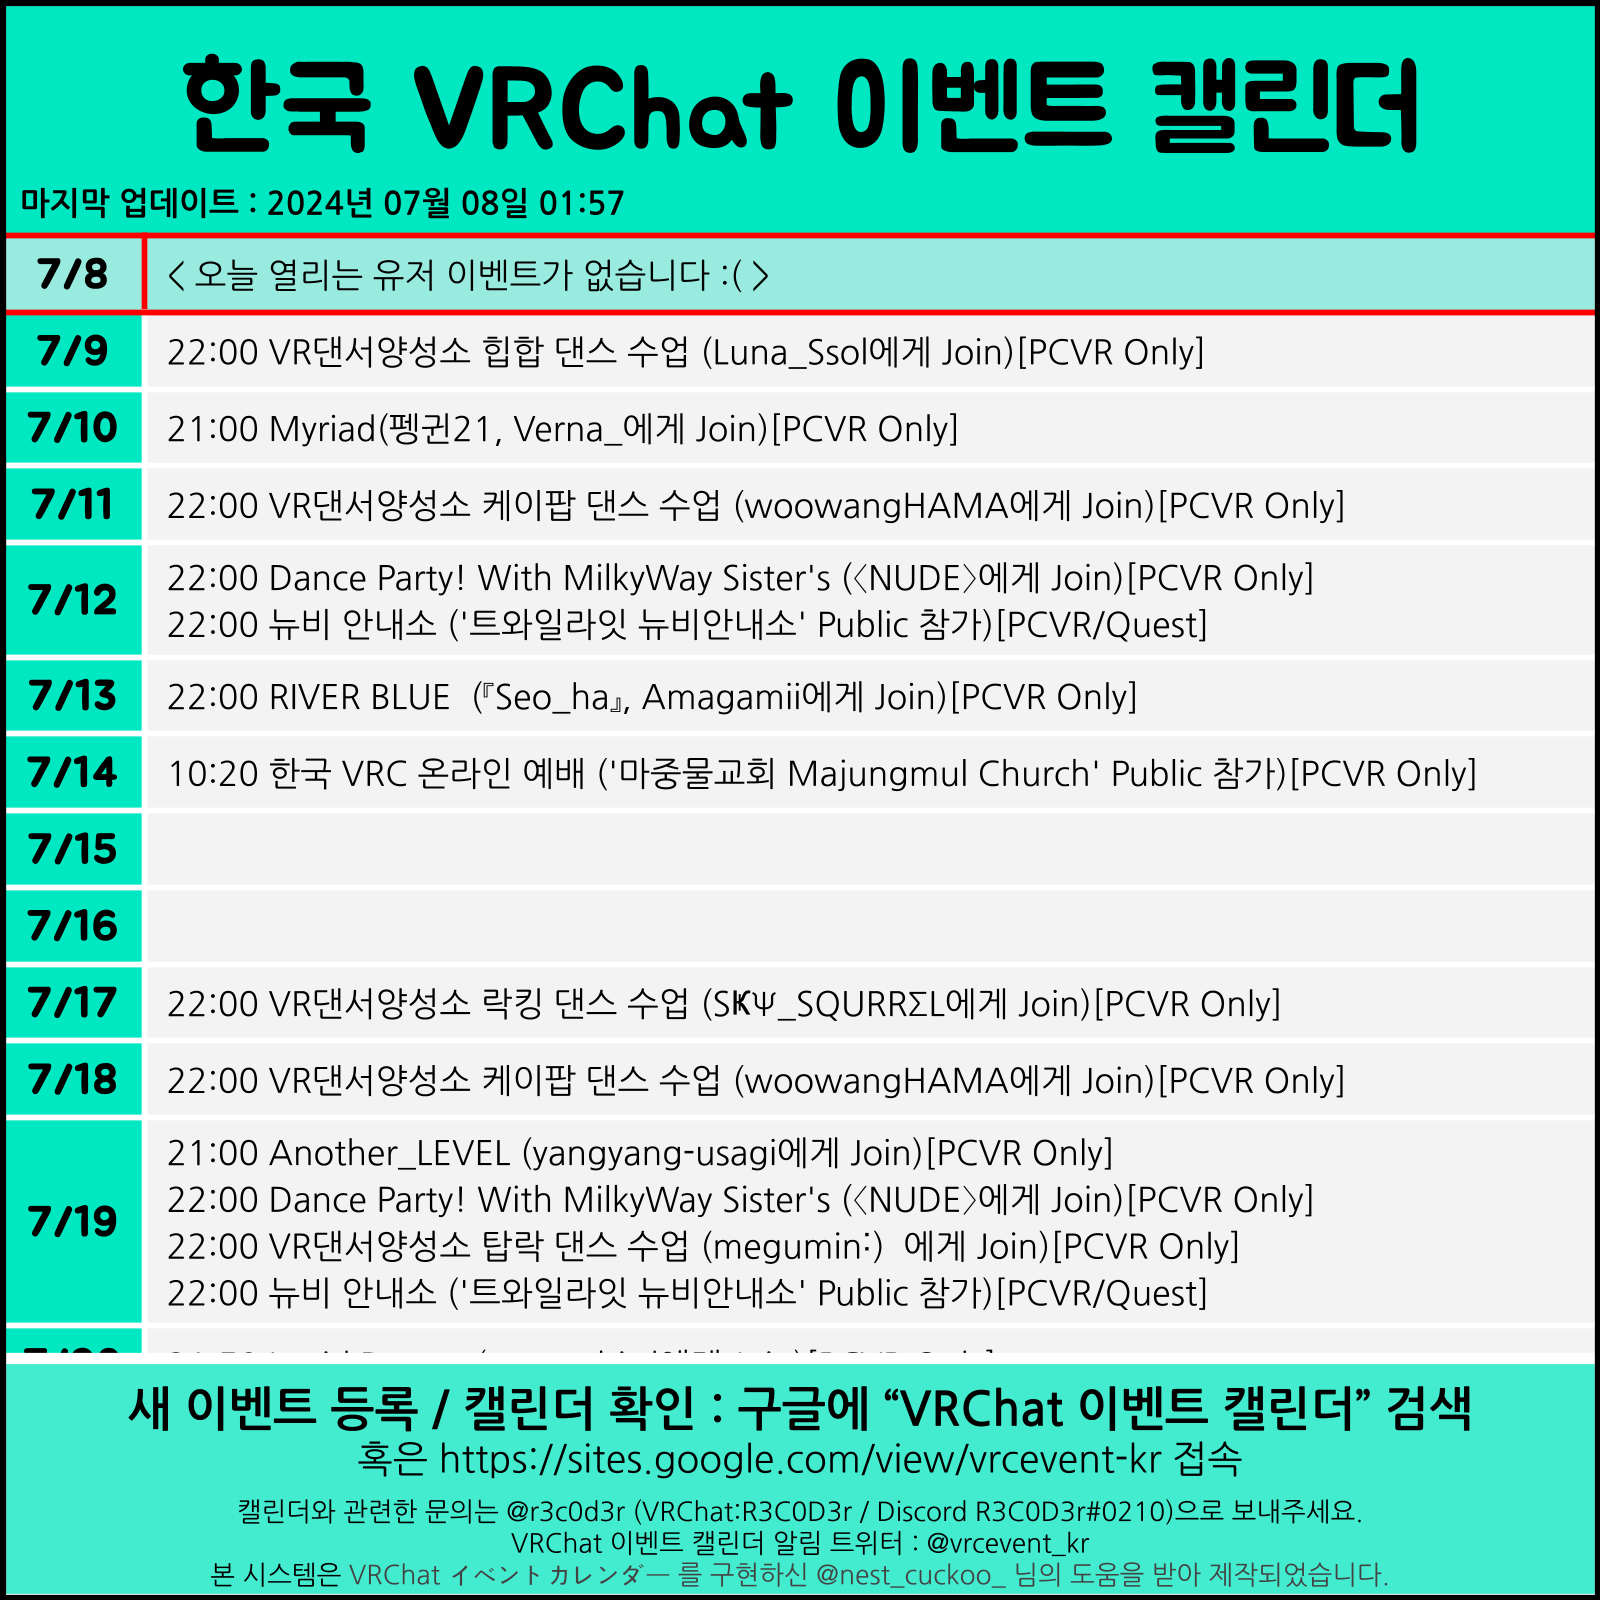 한국 VRChat 이벤트 캘린더
마지막 업데이트 : 2024년 07월 08일 01:57
7/8 < 오늘 열리는 유저 이벤트가 없습니다 :( >
7/9 22:00 VR댄서양성소 힙합 댄스 수업 (Luna_Ssol에게 Join)[PCVR Only]
7/10 21:00 Myriad(펭귄21, Verna_에게 Join)[PCVR Only]
7/11 22:00 VR댄서양성소 케이팝 댄스 수업 (woowangHAMA에게 Join)[PCVR Only]
7/12 22:00 Dance Party! With MilkyWay Sister's (〈NUDE〉에게 Join)[PCVR Only]
22:00 뉴비 안내소 ('트와일라잇 뉴비안내소' Public 참가)[PCVR/Quest]
7/13 22:00 RIVER BLUE (『Seo_ha』, Amagamii에게 Join)[PCVR Only]
7/14 10:20 한국 VRC 온라인 예배 ('마중물교회 Majungmul Church' Public 참가)[PCVR Only]
7/15
7/16
7/17 22:00 VR댄서양성소 락킹 댄스 수업 (SҜΨ_SQURRΣL에게 Join)[PCVR Only]
7/18 22:00 VR댄서양성소 케이팝 댄스 수업 (woowangHAMA에게 Join)[PCVR Only]
7/19 21:00 Another_LEVEL (yangyang-usagi에게 Join)[PCVR Only]
22:00 Dance Party! With MilkyWay Sister's (〈NUDE〉에게 Join)[PCVR Only]
22:00 VR댄서양성소 탑락 댄스 수업 (megumin:) 에게 Join)[PCVR Only]
22:00 뉴비 안내소 ('트와일라잇 뉴비안내소' Public 참가)[PCVR/Quest]
새 이벤트 등록 / 캘린더 확인 : 구글에 “VRChat 이벤트 캘린더” 검색
혹은 https://sites.google.com/view/vrcevent-kr 접속
캘린더와 관련한 문의는 @r3c0d3r (VRChat:R3C0D3r / Discord R3C0D3r#0210)으로 보내주세요.
VRChat 이벤트 캘린더 알림 트위터 : @vrcevent_kr
본 시스템은 VRChat イベントカレンダー 를 구현하신 @nest_cuckoo_ 님의 도움을 받아 제작되었습니다.